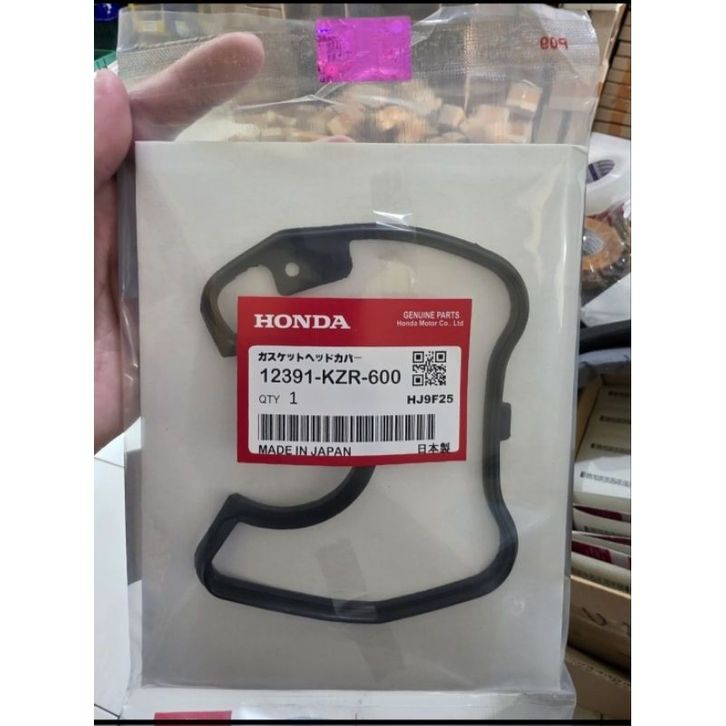 P09
HONDA
GENUINE PARTS
Honda Motor Co., Ltd
ガスケットヘッドカバー
12391-KZR-600
QTY 1
HJ9F25
MADE IN JAPAN
日本製